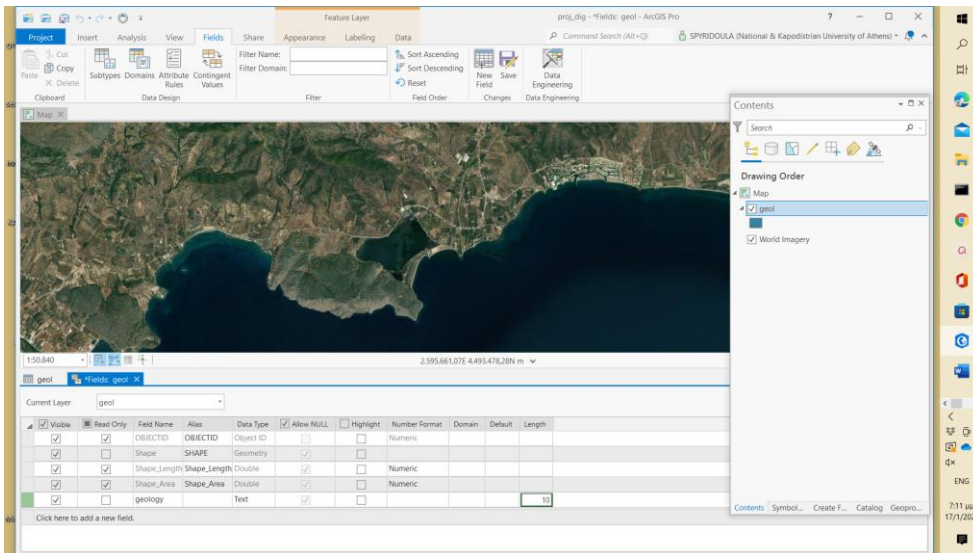 Feature Layer
proj_dig - *Fields: geol - ArcGIS Pro
? - X
Project Insert Analysis View Fields Share Appearance Labeling Data
Command Search (Alt+Q)
SPYRIDOULA (National & Kapodistrian University of Athens)
Paste
Cut
Copy
Delete
Clipboard
Subtypes
Domains
Attribute Rules
Contingent Values
Data Design
Filter Name:
Filter Domain:
Filter
Sort Ascending
Sort Descending
Reset
Field Order
New Field
Save
Changes
Data Engineering
Data Engineering
Map
Contents
Search
Drawing Order
Map
geol
World Imagery
1:50.840
2.595.661,07E 4.493.478,28N m
geol
*Fields: geol
Current Layer geol
Visible Read Only Field Name Alias Data Type Allow NULL Highlight Number Format Domain Default Length
OBJECTID OBJECTID Object ID Numeric
Shape SHAPE Geometry
Shape_Length Shape_Length Double Numeric
Shape_Area Shape_Area Double Numeric
geology Text 10
Click here to add a new field.
Contents Symbol... Create F... Catalog Geopro...
ENG
7:11 μμ